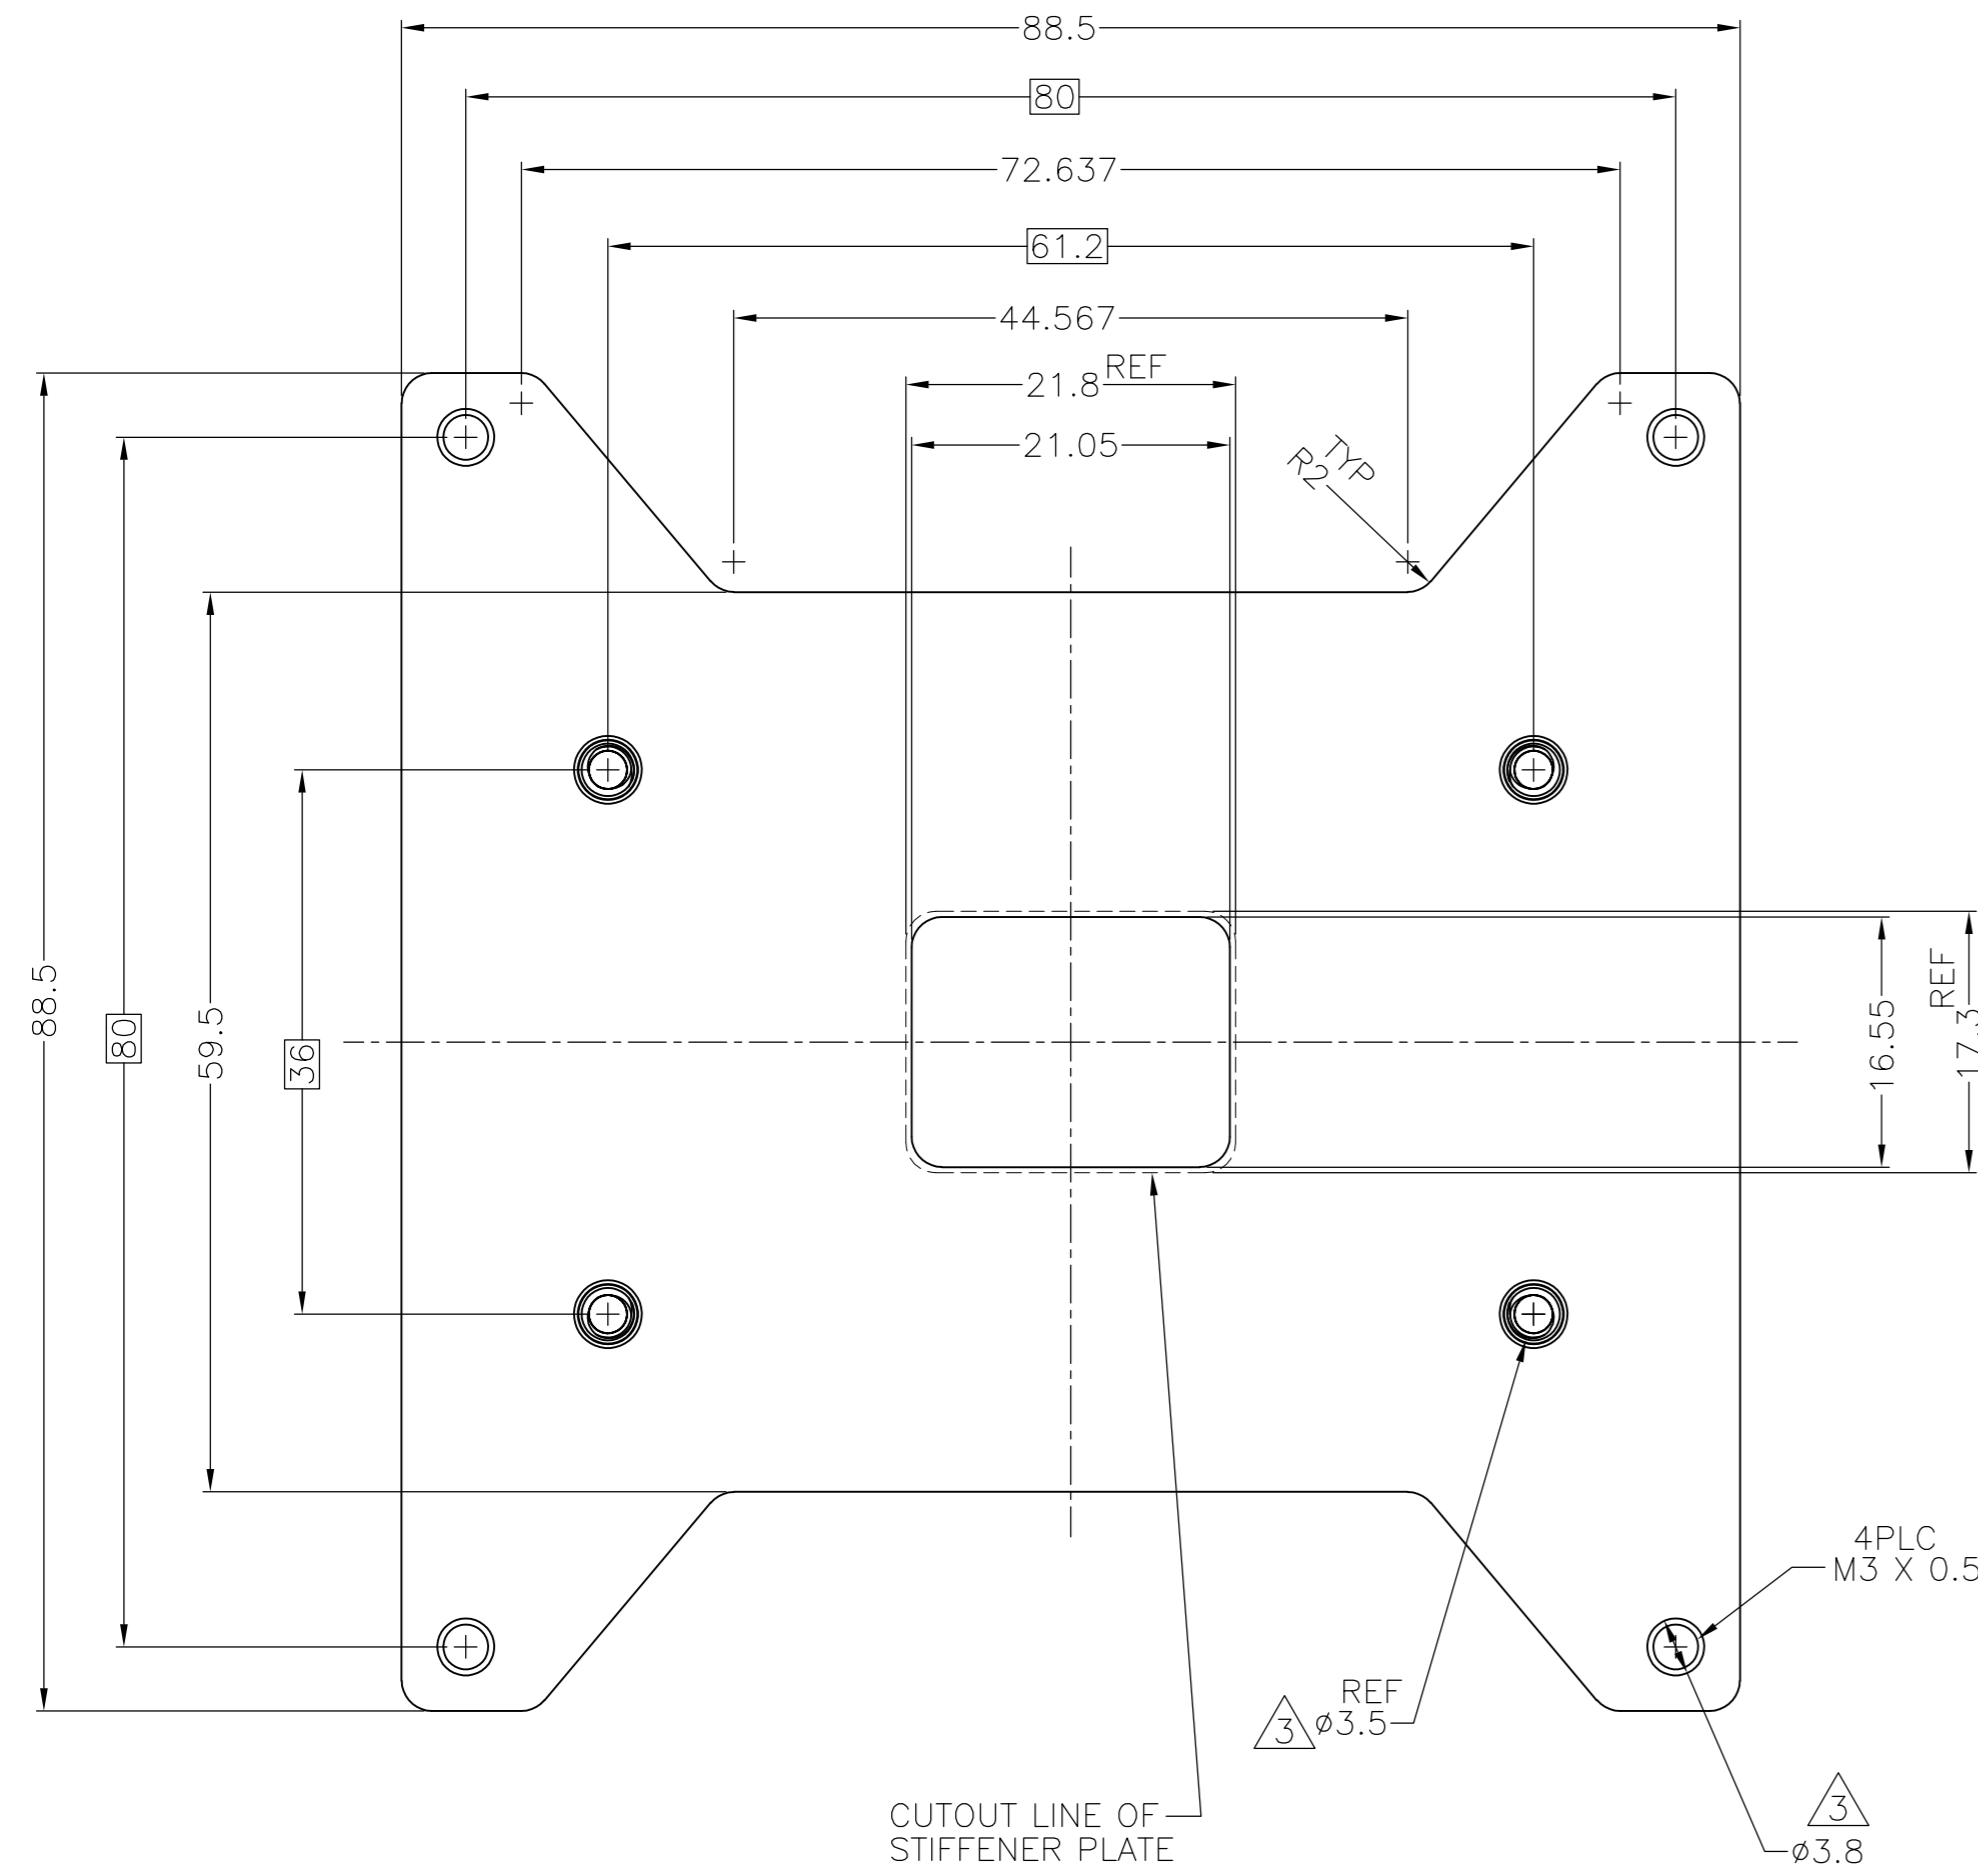 88.5
80
72.637
61.2
44.567
REF
21.8
21.05
TYP
R2
88.5
80
59.5
36
16.55
REF
17.3
4PLC
M3 X 0.5
REF
3 ø3.5
3
ø3.8
CUTOUT LINE OF
STIFFENER PLATE